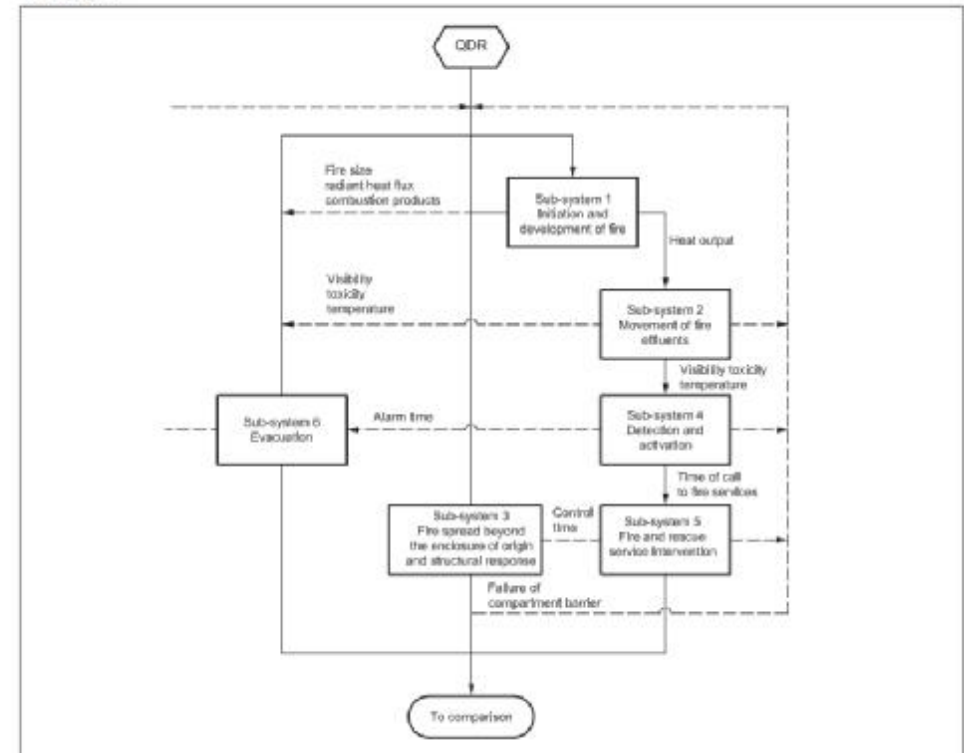 QDR
Fire size
radiant heat flux
combustion products
Sub-system 1
Initiation and
development of fire
Heat output
Visibility
toxicity
temperature
Sub-system 2
Movement of fire
effluents
Visibility toxicity
temperature
Sub-system 6
Evacuation
Alarm time
Sub-system 4
Detection and
activation
Time of call
to fire services
Sub-system 3
Fire spread beyond
the enclosure of origin
and structural response
Control
time
Sub-system 5
Fire and rescue
service intervention
Failure of
compartment barrier
To comparison